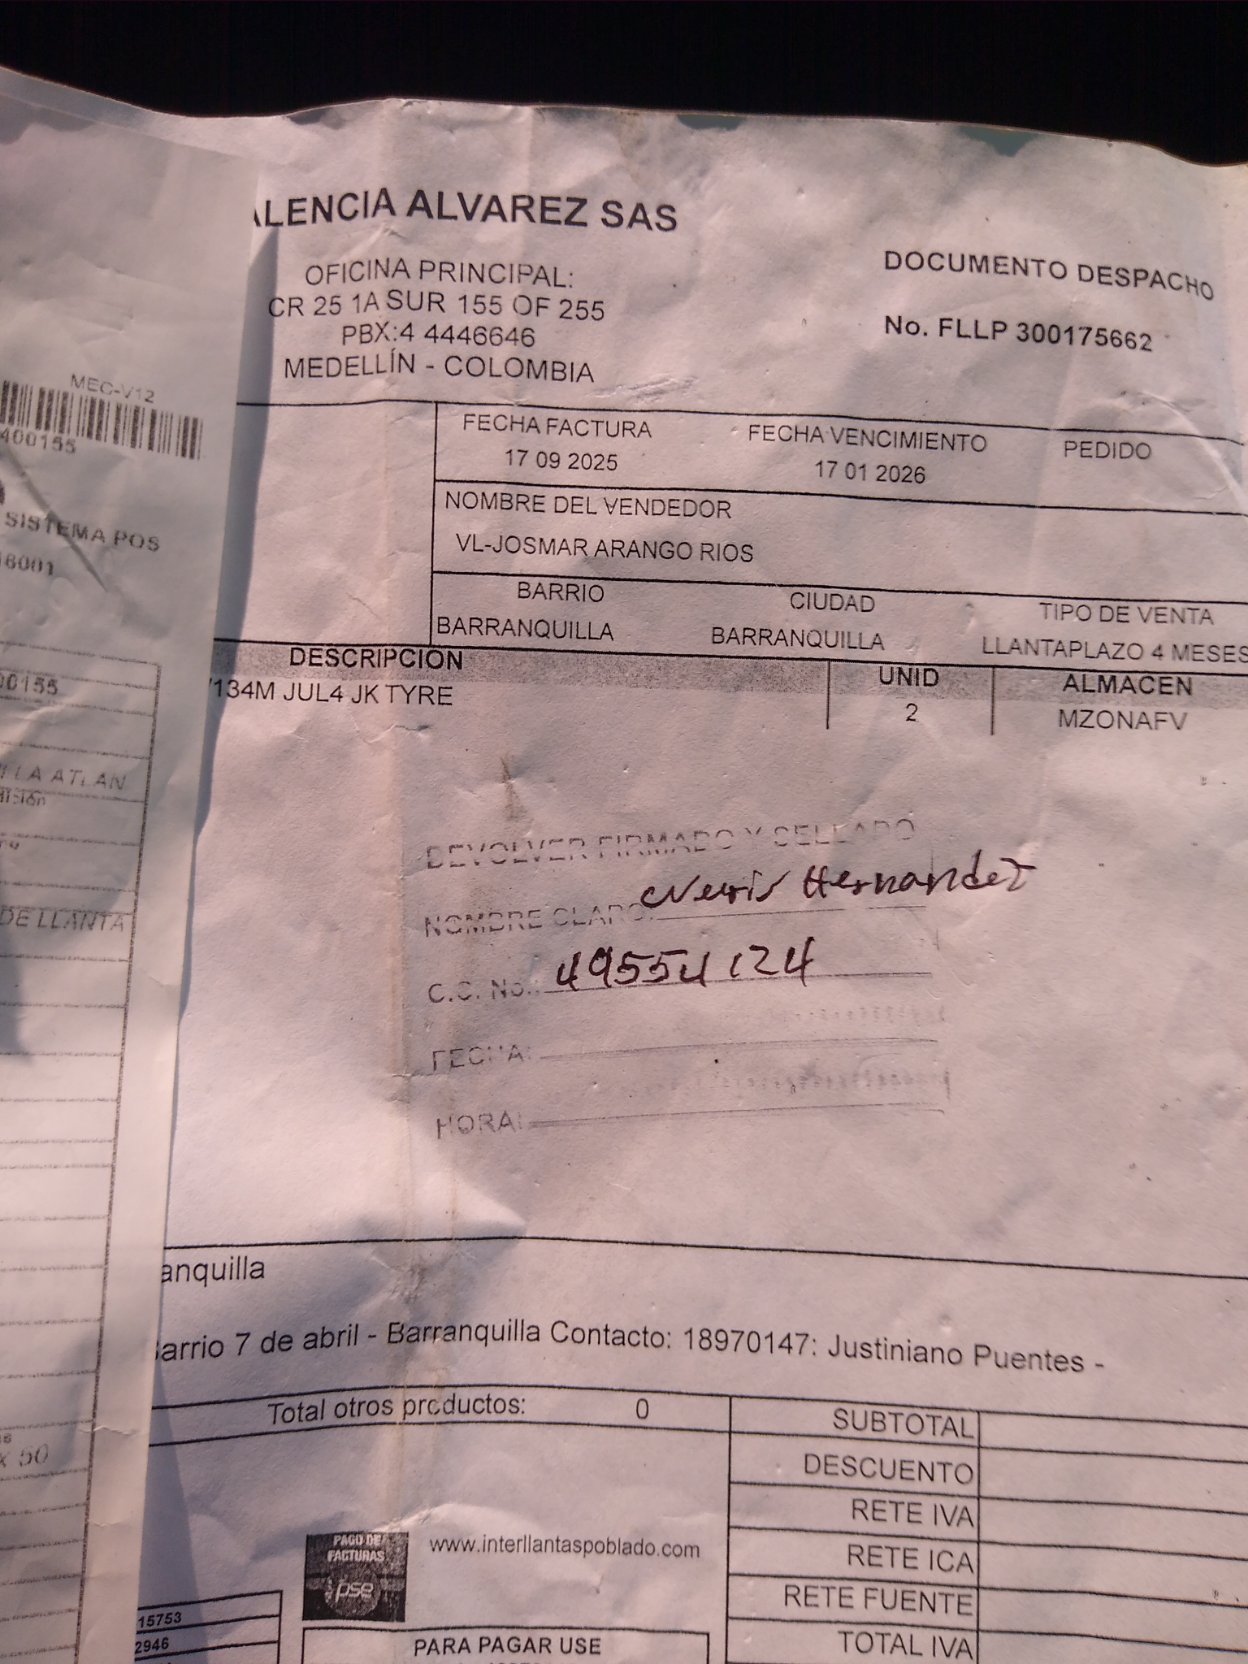 ALENCIA ALVAREZ SAS
OFICINA PRINCIPAL:
CR 25 1A SUR 155 OF 255
PBX:4 4446646
MEDELLÍN - COLOMBIA
DOCUMENTO DESPACHO
No. FLLP 300175662
MEC-V12
400155
SISTEMA POS
FECHA FACTURA FECHA VENCIMIENTO PEDIDO
17 09 2025 17 01 2026
NOMBRE DEL VENDEDOR
VL-JOSMAR ARANGO RIOS
BARRIO CIUDAD TIPO DE VENTA
BARRANQUILLA BARRANQUILLA LLANTAPLAZO 4 MESES
DESCRIPCION UNID ALMACEN
/134M JUL4 JK TYRE 2 MZONAFV
00155
LA ATLAN
DE LLANTA
DEVOLVER FIRMADO Y SELLADO
NOMBRE CLARO: Neuris Hernandez
C.C. No.: 49554124
FECHA:
HORA:
anquilla
arrio 7 de abril - Barranquilla Contacto: 18970147: Justiniano Puentes -
Total otros productos: 0
SUBTOTAL
DESCUENTO
RETE IVA
RETE ICA
RETE FUENTE
TOTAL IVA
x 50
PAGO DE
FACTURAS
pse
www.interllantaspoblado.com
15753
2946
PARA PAGAR USE